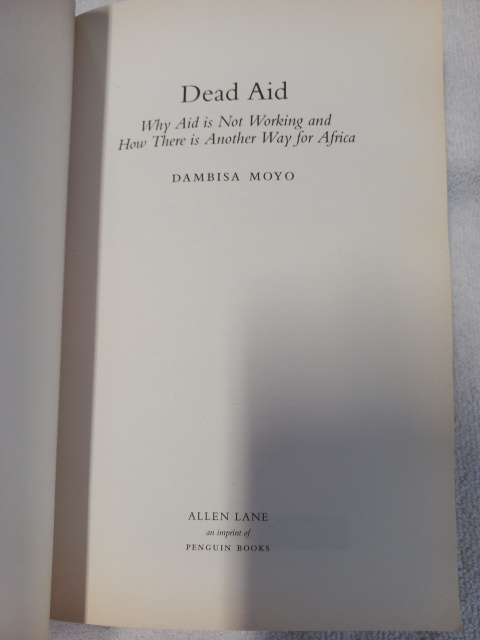 Dead Aid
Why Aid is Not Working and
How There is Another Way for Africa
DAMBISA MOYO
ALLEN LANE
an imprint of
PENGUIN BOOKS